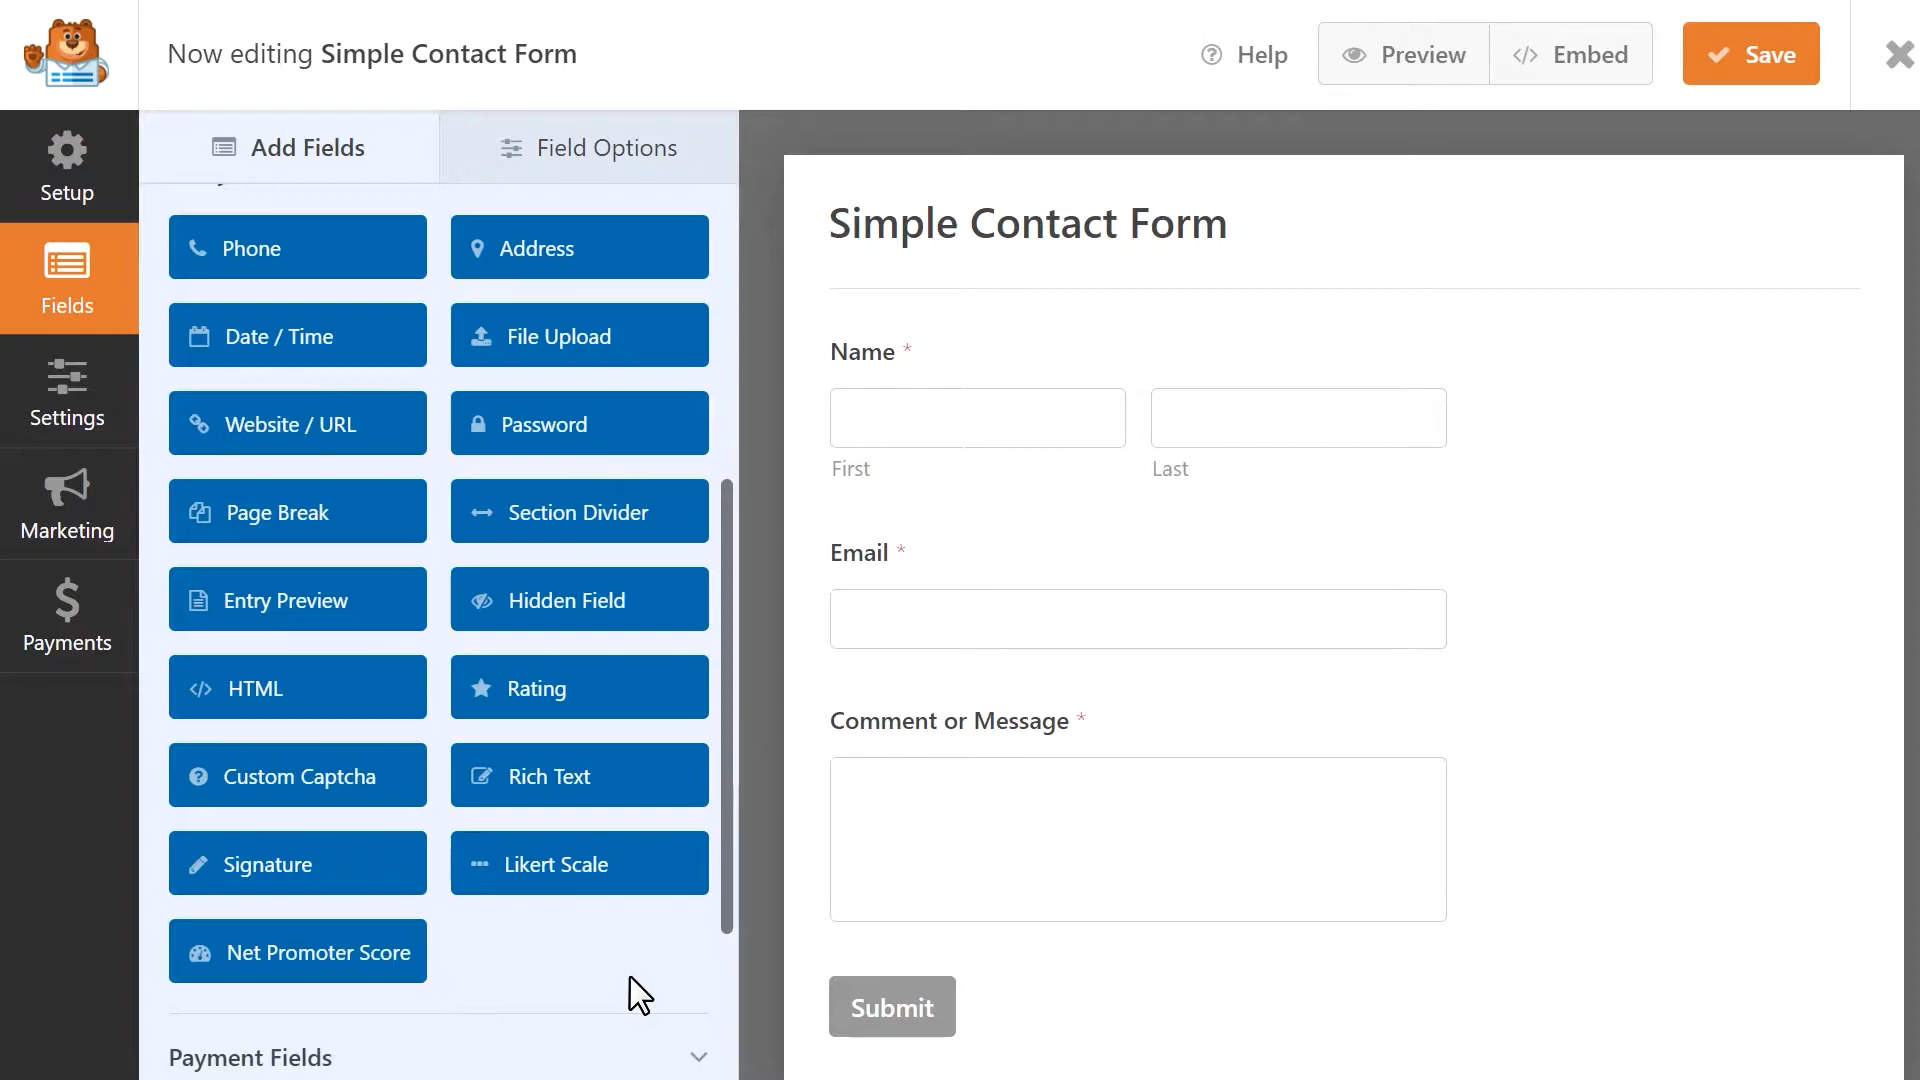 Now editing Simple Contact Form
Help
Preview
Embed
Save
Setup
Fields
Settings
Marketing
Payments
Add Fields
Field Options
Phone
Address
Date / Time
File Upload
Website / URL
Password
Page Break
Section Divider
Entry Preview
Hidden Field
HTML
Rating
Custom Captcha
Rich Text
Signature
Likert Scale
Net Promoter Score
Payment Fields
Simple Contact Form
Name *
First
Last
Email *
Comment or Message *
Submit